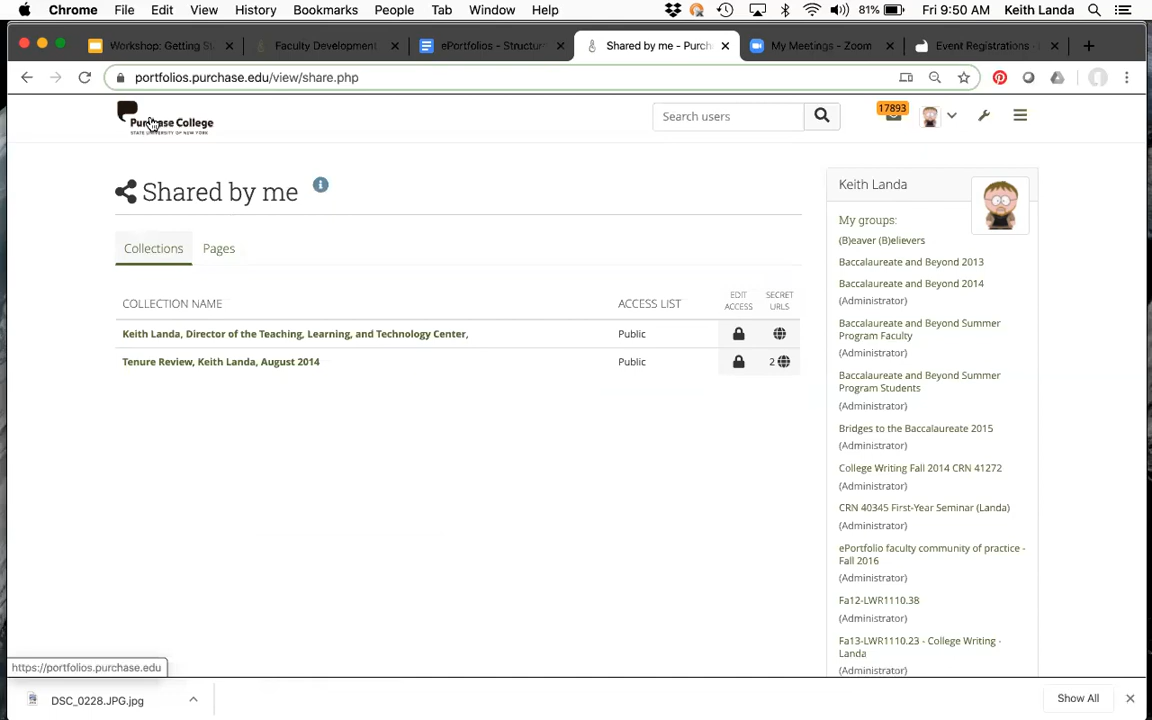 Chrome File Edit View History Bookmarks People Tab Window Help 81% Fri 9:50 AM Keith Landa
Workshop: Getting St
Faculty Development
ePortfolios - Structur
Shared by me - Purch
My Meetings - Zoom
Event Registrations -
portfolios.purchase.edu/view/share.php
Purchase College
STATE UNIVERSITY OF NEW YORK
Search users
17893
Shared by me
Collections Pages
COLLECTION NAME ACCESS LIST EDIT ACCESS SECRET URLS
Keith Landa, Director of the Teaching, Learning, and Technology Center, Public
Tenure Review, Keith Landa, August 2014 Public 2
Keith Landa
My groups:
(B)eaver (B)elievers
Baccalaureate and Beyond 2013
Baccalaureate and Beyond 2014
(Administrator)
Baccalaureate and Beyond Summer
Program Faculty
(Administrator)
Baccalaureate and Beyond Summer
Program Students
(Administrator)
Bridges to the Baccalaureate 2015
(Administrator)
College Writing Fall 2014 CRN 41272
(Administrator)
CRN 40345 First-Year Seminar (Landa)
(Administrator)
ePortfolio faculty community of practice -
Fall 2016
(Administrator)
Fa12-LWR1110.38
(Administrator)
Fa13-LWR1110.23 - College Writing -
Landa
(Administrator)
https://portfolios.purchase.edu
DSC_0228.JPG.jpg
Show All